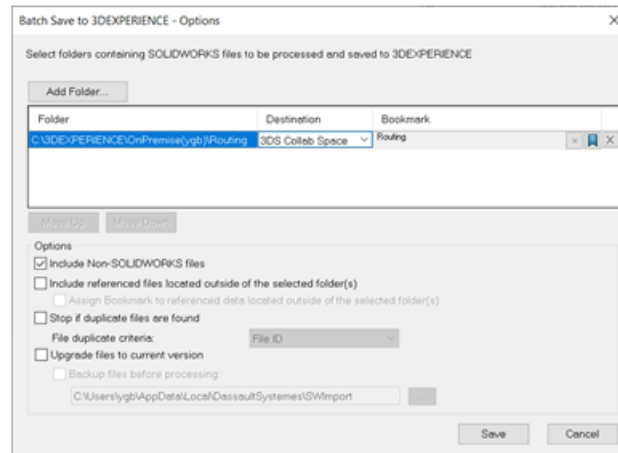 Batch Save to 3DEXPERIENCE - Options
Select folders containing SOLIDWORKS files to be processed and saved to 3DEXPERIENCE
Add Folder...
Folder Destination Bookmark
C:\3DEXPERIENCE\OnPremise(ygb)\Routing 3DS Collab Space Routing
Move Up Move Down
Options
Include Non-SOLIDWORKS files
Include referenced files located outside of the selected folder(s)
Assign Bookmark to referenced data located outside of the selected folder(s)
Stop if duplicate files are found
File duplicate criteria: File ID
Upgrade files to current version
Backup files before processing:
C:\Users\ygb\AppData\Local\DassaultSystemes\SWImport ...
Save Cancel